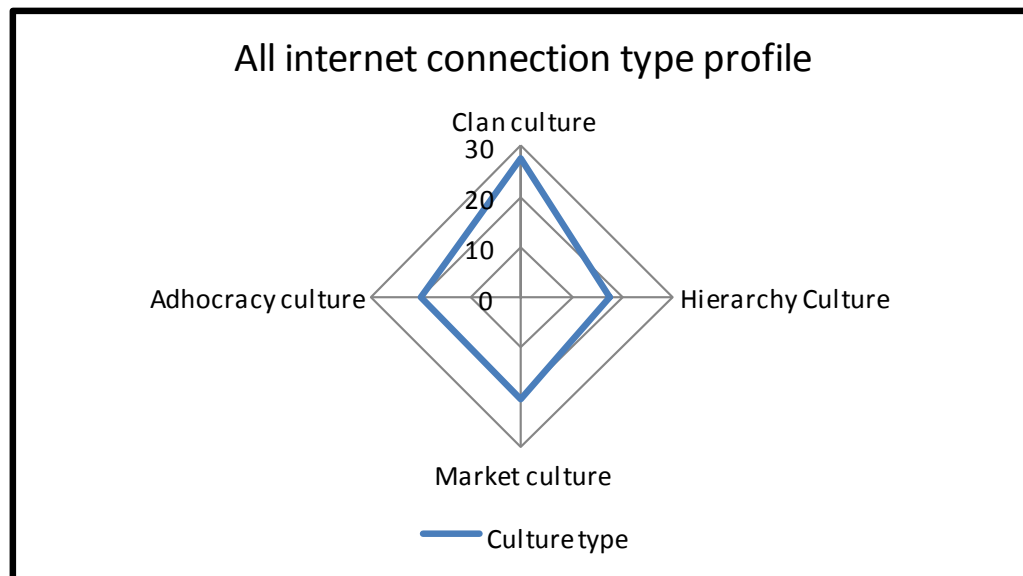 All internet connection type profile
Clan culture
30
20
10
0
Adhocracy culture
Hierarchy Culture
Market culture
Culture type